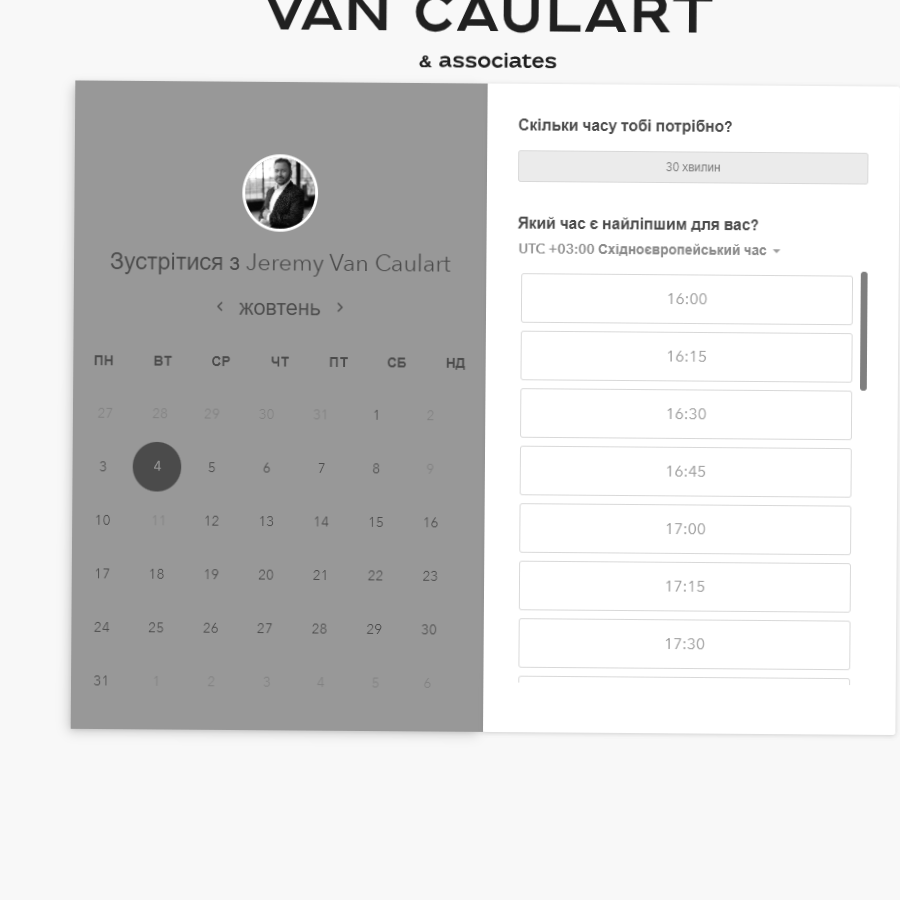 VAN CAULART
& associates
Зустрітися з Jeremy Van Caulart
жовтень
ПН ВТ СР ЧТ ПТ СБ НД
27 28 29 30 31 1 2
3 4 5 6 7 8 9
10 11 12 13 14 15 16
17 18 19 20 21 22 23
24 25 26 27 28 29 30
31 1 2 3 4 5 6
Скільки часу тобі потрібно?
30 хвилин
Який час є найліпшим для вас?
UTC +03:00 Східноєвропейський час
16:00
16:15
16:30
16:45
17:00
17:15
17:30